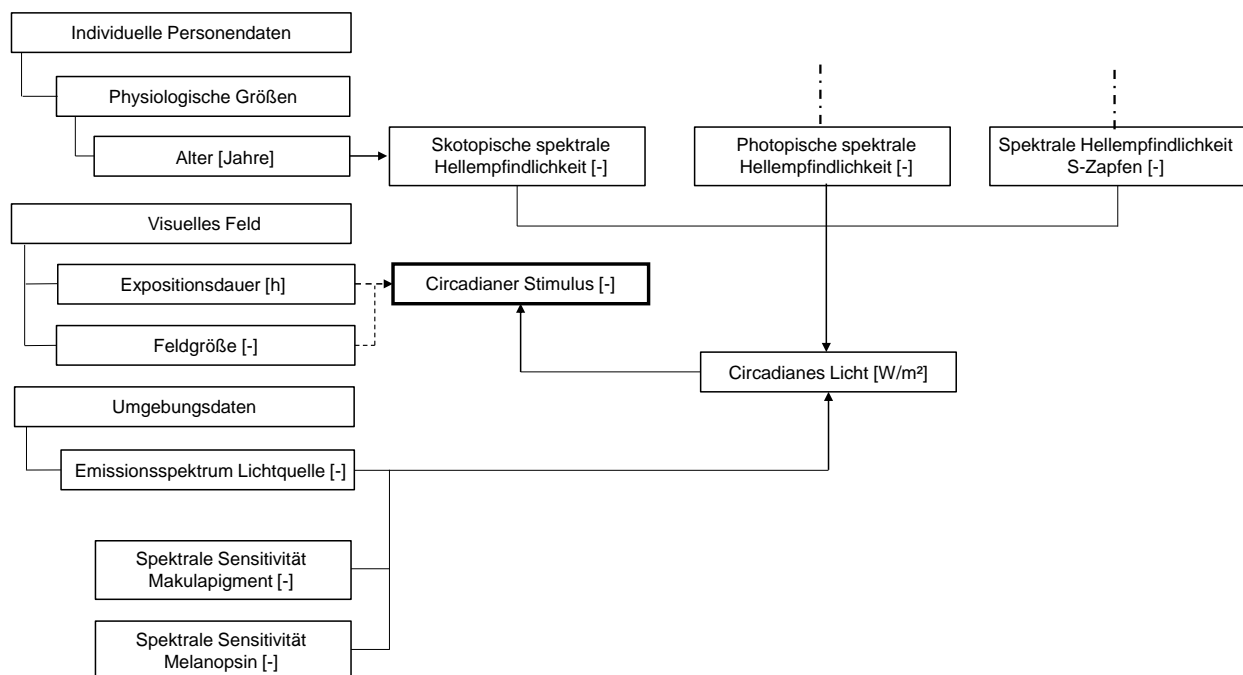 Individuelle Personendaten
Physiologische Größen
Alter [Jahre]
Skotopische spektrale
Hellempfindlichkeit [-]
Photopische spektrale
Hellempfindlichkeit [-]
Spektrale Hellempfindlichkeit
S-Zapfen [-]
Visuelles Feld
Expositionsdauer [h]
Circadianer Stimulus [-]
Feldgröße [-]
Circadianes Licht [W/m²]
Umgebungsdaten
Emissionsspektrum Lichtquelle [-]
Spektrale Sensitivität
Makulapigment [-]
Spektrale Sensitivität
Melanopsin [-]